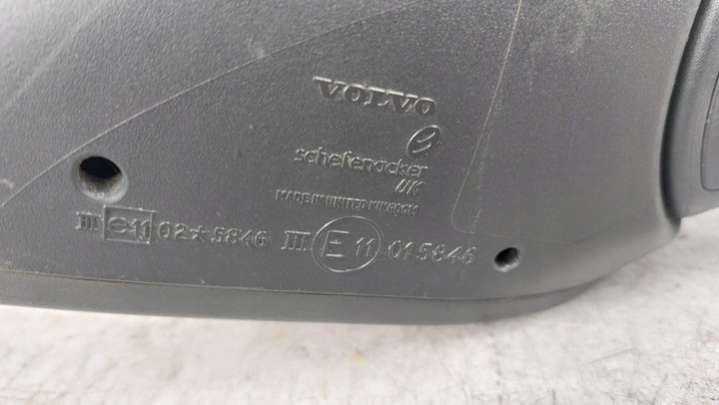 VOLVO
schefenacker
UK
MADE IN UNITED KINGDOM
III e11 02*5846 III E 11 015846